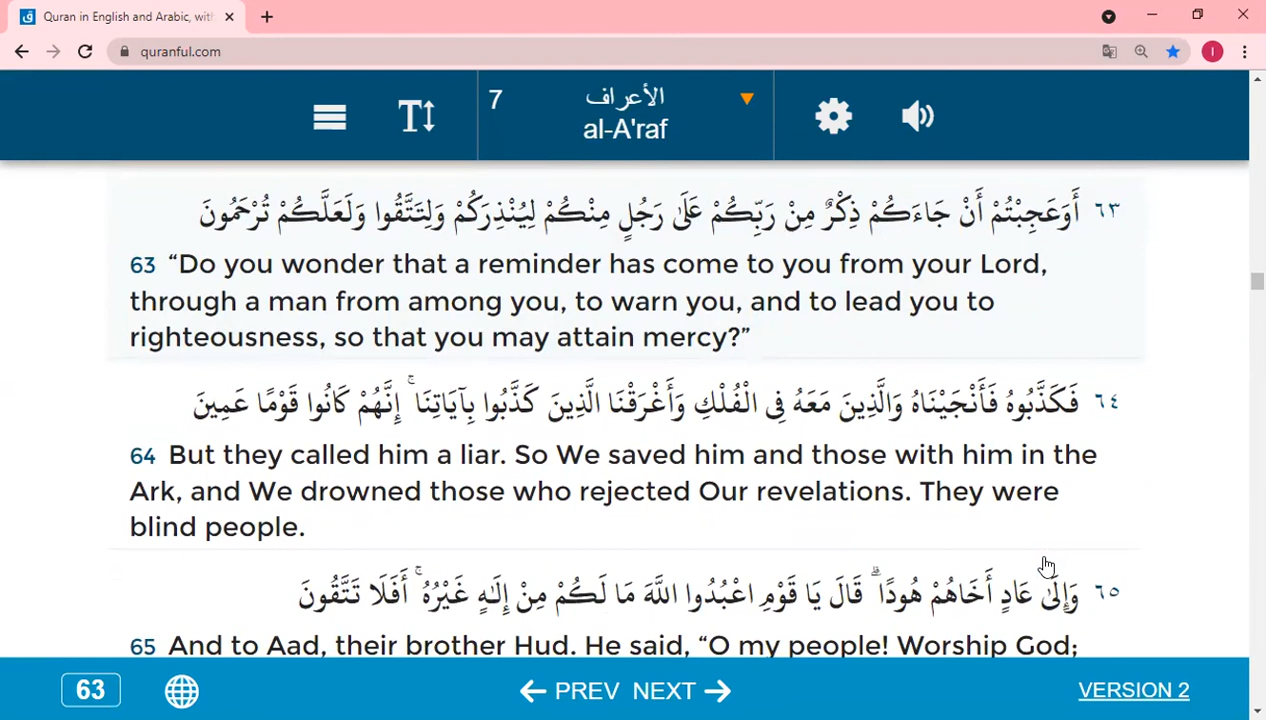 Quran in English and Arabic, with
quranful.com
7
الأعراف
al-A'raf
٦٣ أَوَعَجِبْتُمْ أَنْ جَاءَكُمْ ذِكْرٌ مِنْ رَبِّكُمْ عَلَىٰ رَجُلٍ مِنْكُمْ لِيُنْذِرَكُمْ وَلِتَتَّقُوا وَلَعَلَّكُمْ تُرْحَمُونَ
63 “Do you wonder that a reminder has come to you from your Lord,
through a man from among you, to warn you, and to lead you to
righteousness, so that you may attain mercy?”
٦٤ فَكَذَّبُوهُ فَأَنْجَيْنَاهُ وَالَّذِينَ مَعَهُ فِي الْفُلْكِ وَأَغْرَقْنَا الَّذِينَ كَذَّبُوا بِآيَاتِنَا ۚ إِنَّهُمْ كَانُوا قَوْمًا عَمِينَ
64 But they called him a liar. So We saved him and those with him in the
Ark, and We drowned those who rejected Our revelations. They were
blind people.
٦٥ وَإِلَىٰ عَادٍ أَخَاهُمْ هُودًا ۗ قَالَ يَا قَوْمِ اعْبُدُوا اللَّهَ مَا لَكُمْ مِنْ إِلَٰهٍ غَيْرُهُ ۚ أَفَلَا تَتَّقُونَ
65 And to Aad, their brother Hud. He said, “O my people! Worship God;
63
PREV NEXT
VERSION 2